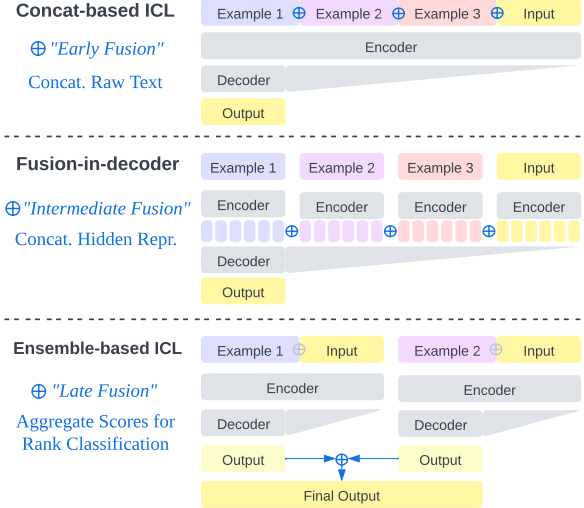 Concat-based ICL
Example 1 ⊕ Example 2 ⊕ Example 3 ⊕ Input
⊕ "Early Fusion"
Encoder
Concat. Raw Text
Decoder
Output
Fusion-in-decoder
Example 1 Example 2 Example 3 Input
⊕ "Intermediate Fusion"
Encoder Encoder Encoder Encoder
⊕ ⊕ ⊕
Concat. Hidden Repr.
Decoder
Output
Ensemble-based ICL
Example 1 ⊕ Input Example 2 ⊕ Input
⊕ "Late Fusion"
Encoder Encoder
Aggregate Scores for
Rank Classification
Decoder Decoder
Output ⊕ Output
Final Output